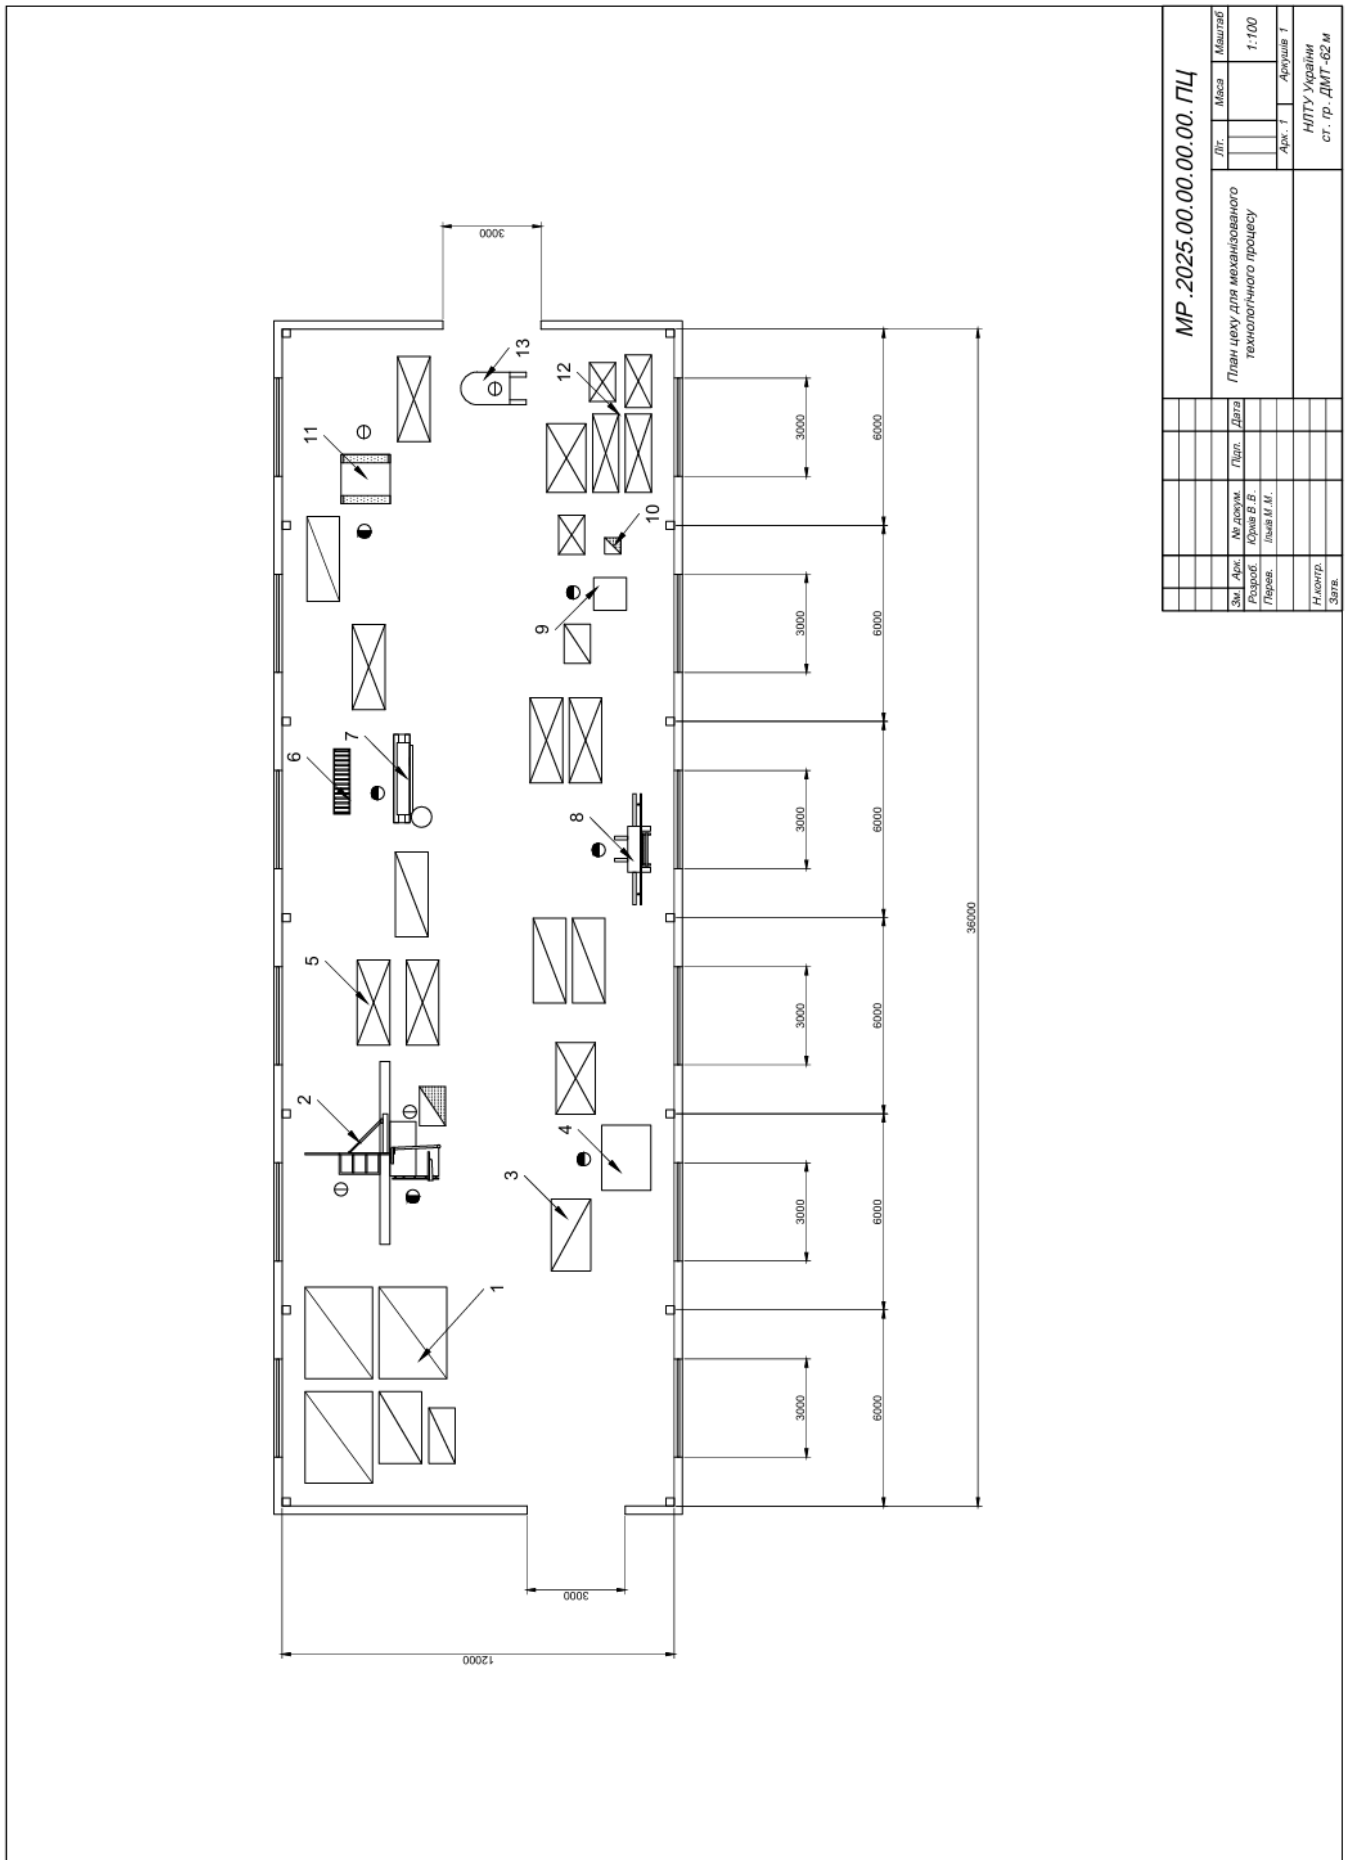 МР.2025.00.00.00.00. ПЦ
Літ.
Маса
Масштаб
1:100
Арк. 1
Аркушів 1
План цеху для механізованого
технологічного процесу
НЛТУ України
ст. гр. ДМТ-62 м
Зм.
Арк.
№ докум.
Підп.
Дата
Розроб.
Юрків В.В.
Перев.
Ільків М.М.
Н.контр.
Затв.
1
2
3
4
5
6
7
8
9
10
11
12
13
3000
3000
12000
3000
3000
3000
3000
3000
3000
6000
6000
6000
6000
6000
6000
36000